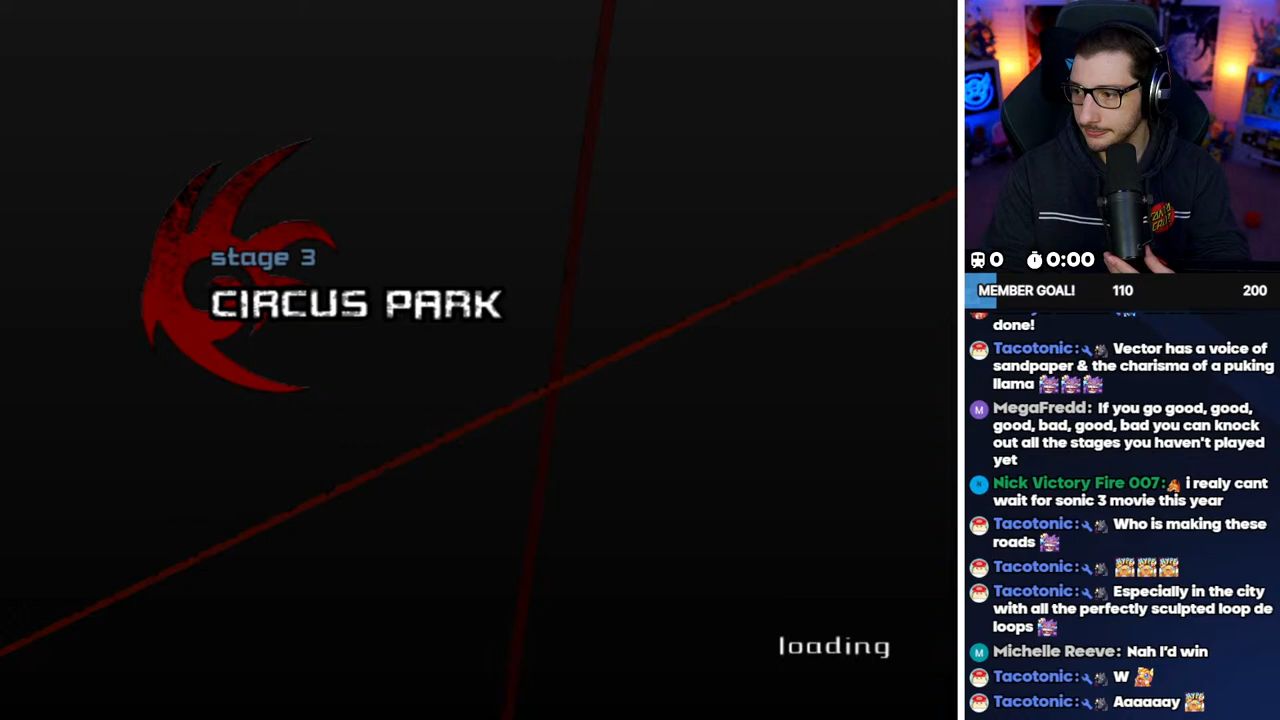 stage 3
CIRCUS PARK
loading
SANTA
CRUZ
0
0:00
MEMBER GOAL! 110 200
done!
Tacotonic: Vector has a voice of
sandpaper & the charisma of a puking
llama
M
MegaFredd: If you go good, good,
good, bad, good, bad you can knock
out all the stages you haven't played
yet
N
Nick Victory Fire 007: i realy cant
wait for sonic 3 movie this year
Tacotonic: Who is making these
roads
Tacotonic:
Tacotonic: Especially in the city
with all the perfectly sculpted loop de
loops
M
Michelle Reeve: Nah I'd win
Tacotonic: W
Tacotonic: Aaaaaay